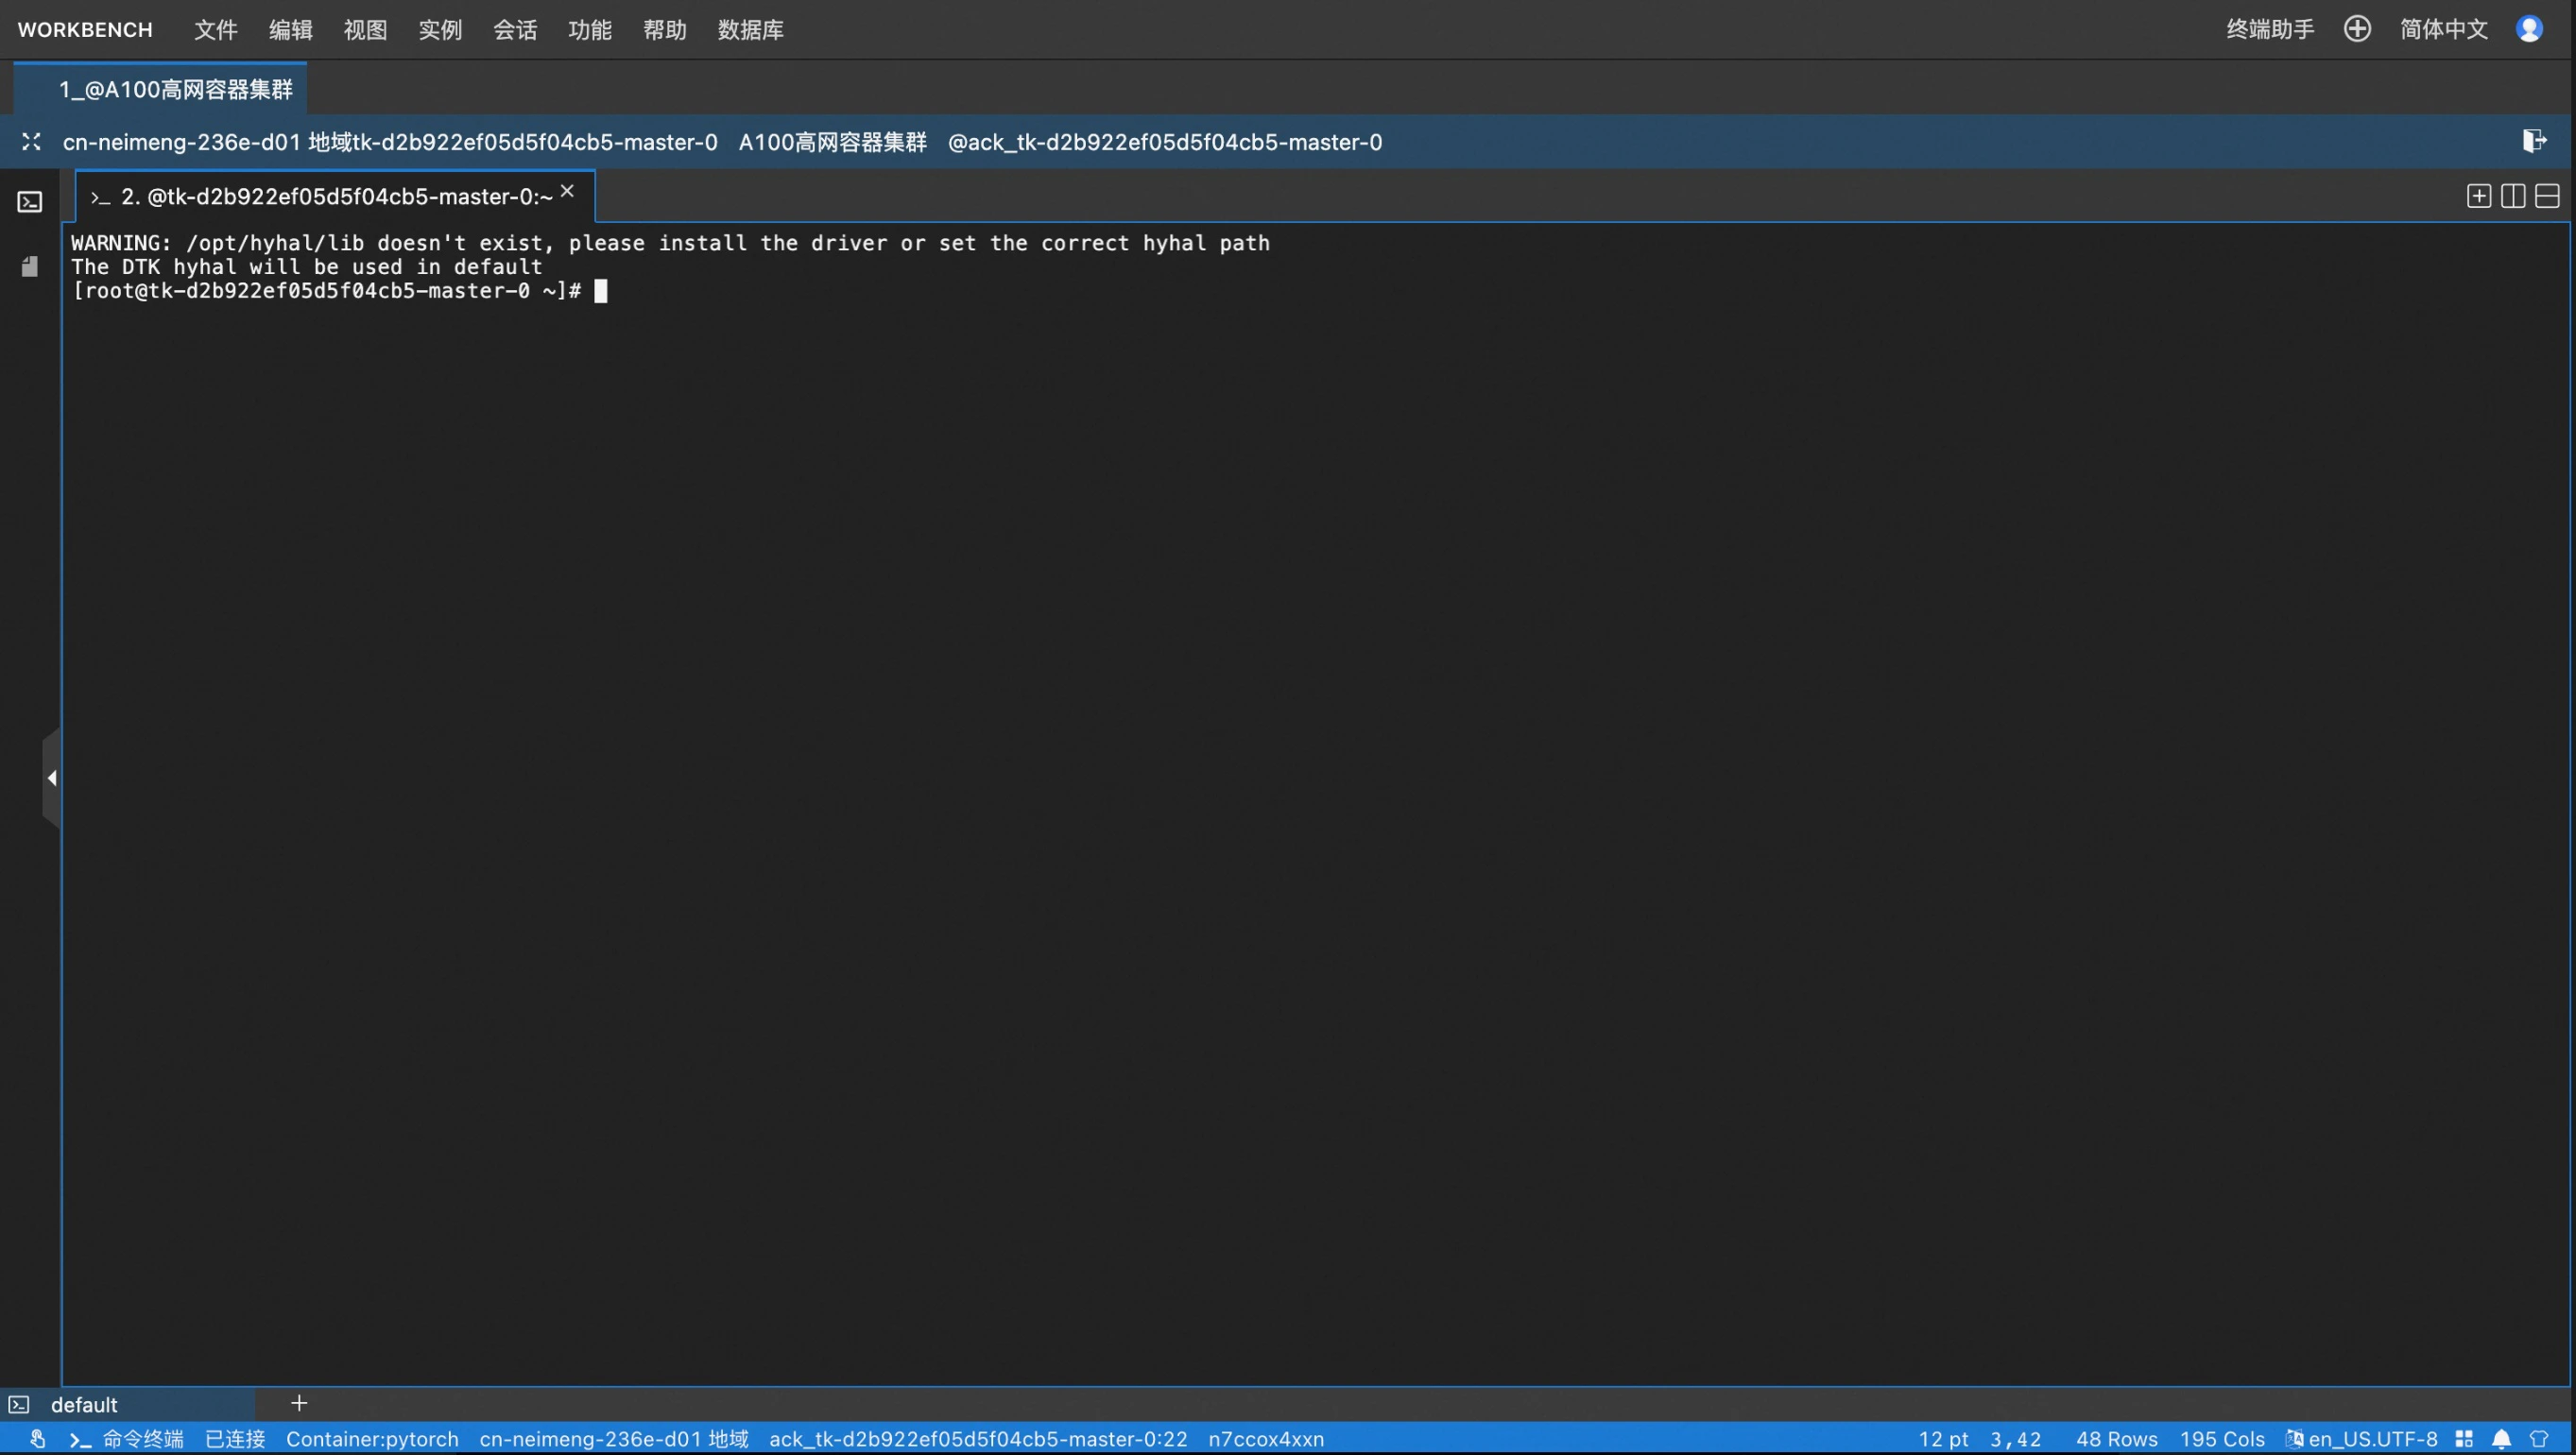 WORKBENCH 文件 编辑 视图 实例 会话 功能 帮助 数据库 终端助手 简体中文
1_@A100高网容器集群
cn-neimeng-236e-d01 地域tk-d2b922ef05d5f04cb5-master-0 A100高网容器集群 @ack_tk-d2b922ef05d5f04cb5-master-0
>_ 2. @tk-d2b922ef05d5f04cb5-master-0:~ ×
WARNING: /opt/hyhal/lib doesn't exist, please install the driver or set the correct hyhal path
The DTK hyhal will be used in default
[root@tk-d2b922ef05d5f04cb5-master-0 ~]#
default +
>_ 命令终端 已连接 Container:pytorch cn-neimeng-236e-d01 地域 ack_tk-d2b922ef05d5f04cb5-master-0:22 n7ccox4xxn 12 pt 3,42 48 Rows 195 Cols en_US.UTF-8